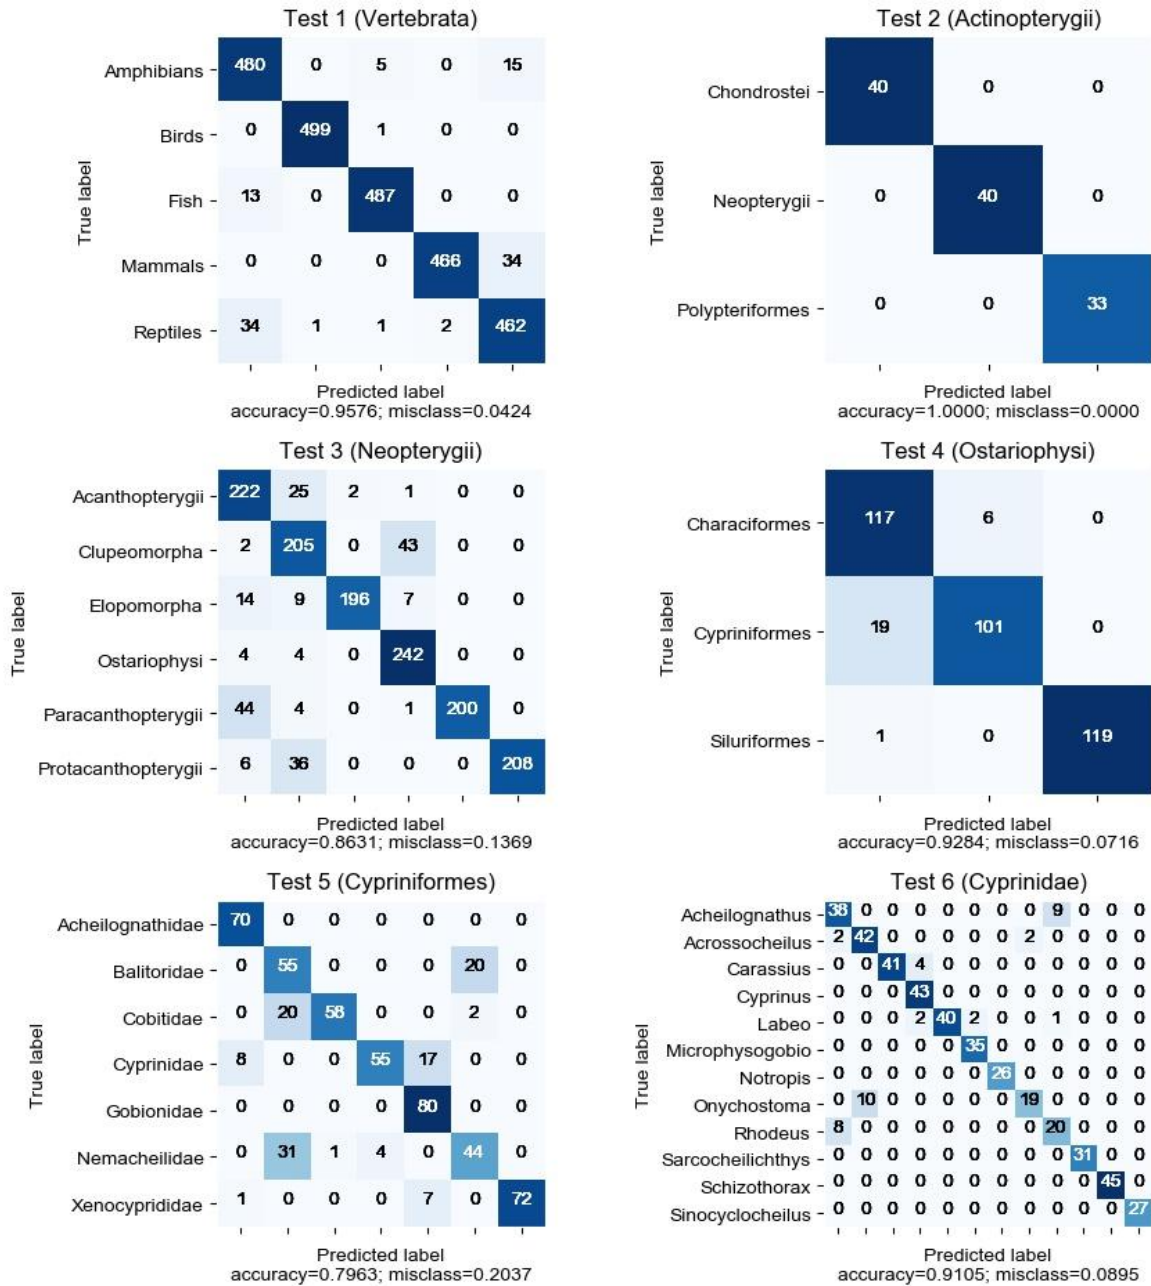 Test 1 (Vertebrata)
True label
Amphibians 480 0 5 0 15
Birds 0 499 1 0 0
Fish 13 0 487 0 0
Mammals 0 0 0 466 34
Reptiles 34 1 1 2 462
Predicted label
accuracy=0.9576; misclass=0.0424
Test 2 (Actinopterygii)
True label
Chondrostei 40 0 0
Neopterygii 0 40 0
Polypteriformes 0 0 33
Predicted label
accuracy=1.0000; misclass=0.0000
Test 3 (Neopterygii)
True label
Acanthopterygii 222 25 2 1 0 0
Clupeomorpha 2 205 0 43 0 0
Elopomorpha 14 9 196 7 0 0
Ostariophysi 4 4 0 242 0 0
Paracanthopterygii 44 4 0 1 200 0
Protacanthopterygii 6 36 0 0 0 208
Predicted label
accuracy=0.8631; misclass=0.1369
Test 4 (Ostariophysi)
True label
Characiformes 117 6 0
Cypriniformes 19 101 0
Siluriformes 1 0 119
Predicted label
accuracy=0.9284; misclass=0.0716
Test 5 (Cypriniformes)
True label
Acheilognathidae 70 0 0 0 0 0 0
Balitoridae 0 55 0 0 0 20 0
Cobitidae 0 20 58 0 0 2 0
Cyprinidae 8 0 0 55 17 0 0
Gobionidae 0 0 0 0 80 0 0
Nemacheilidae 0 31 1 4 0 44 0
Xenocyprididae 1 0 0 0 7 0 72
Predicted label
accuracy=0.7963; misclass=0.2037
Test 6 (Cyprinidae)
True label
Acheilognathus 38 0 0 0 0 0 0 0 9 0 0 0
Acrossocheilus 2 42 0 0 0 0 0 2 0 0 0 0
Carassius 0 0 41 4 0 0 0 0 0 0 0 0
Cyprinus 0 0 0 43 0 0 0 0 0 0 0 0
Labeo 0 0 0 2 40 2 0 0 1 0 0 0
Microphysogobio 0 0 0 0 0 35 0 0 0 0 0 0
Notropis 0 0 0 0 0 0 26 0 0 0 0 0
Onychostoma 0 10 0 0 0 0 0 19 0 0 0 0
Rhodeus 8 0 0 0 0 0 0 0 20 0 0 0
Sarcocheilichthys 0 0 0 0 0 0 0 0 0 31 0 0
Schizothorax 0 0 0 0 0 0 0 0 0 0 45 0
Sinocyclocheilus 0 0 0 0 0 0 0 0 0 0 0 27
Predicted label
accuracy=0.9105; misclass=0.0895